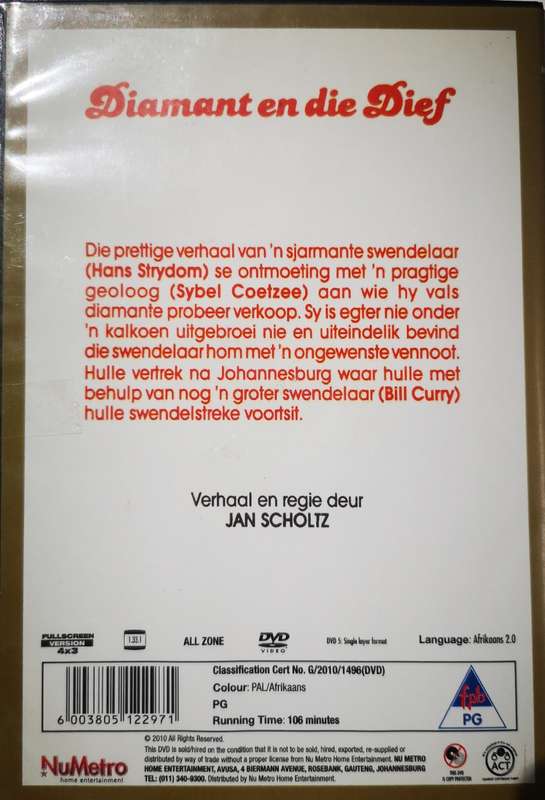 Diamant en die Dief
Die prettige verhaal van 'n sjarmante swendelaar
(Hans Strydom) se ontmoeting met 'n pragtige
geoloog (Sybel Coetzee) aan wie hy vals
diamante probeer verkoop. Sy is egter nie onder
'n kalkoen uitgebroei nie en uiteindelik bevind
die swendelaar hom met 'n ongewenste vennoot.
Hulle vertrek na Johannesburg waar hulle met
behulp van nog 'n groter swendelaar (Bill Curry)
hulle swendelstreke voortsit.
Verhaal en regie deur
JAN SCHOLTZ
FULLSCREEN
VERSION
4x3
1.33.1
ALL ZONE
DVD
VIDEO
DVD 5: Single layer format
Language: Afrikaans 2.0
6 003805 122971
Classification Cert No. G/2010/1496(DVD)
Colour: PAL/Afrikaans
PG
Running Time: 106 minutes
fpb
PG
NuMetro
home entertainment
© 2010 All Rights Reserved.
This DVD is sold/hired on the condition that it is not to be sold, hired, exported, re-supplied or
distributed by way of trade without a proper license from Nu Metro Home Entertainment. NU METRO
HOME ENTERTAINMENT, AVUSA, 4 BIERMANN AVENUE, ROSEBANK, GAUTENG, JOHANNESBURG
TEL: (011) 340-9300. Distributed by Nu Metro Home Entertainment.
THIS DVD
IS COPY PROTECTED
ACT